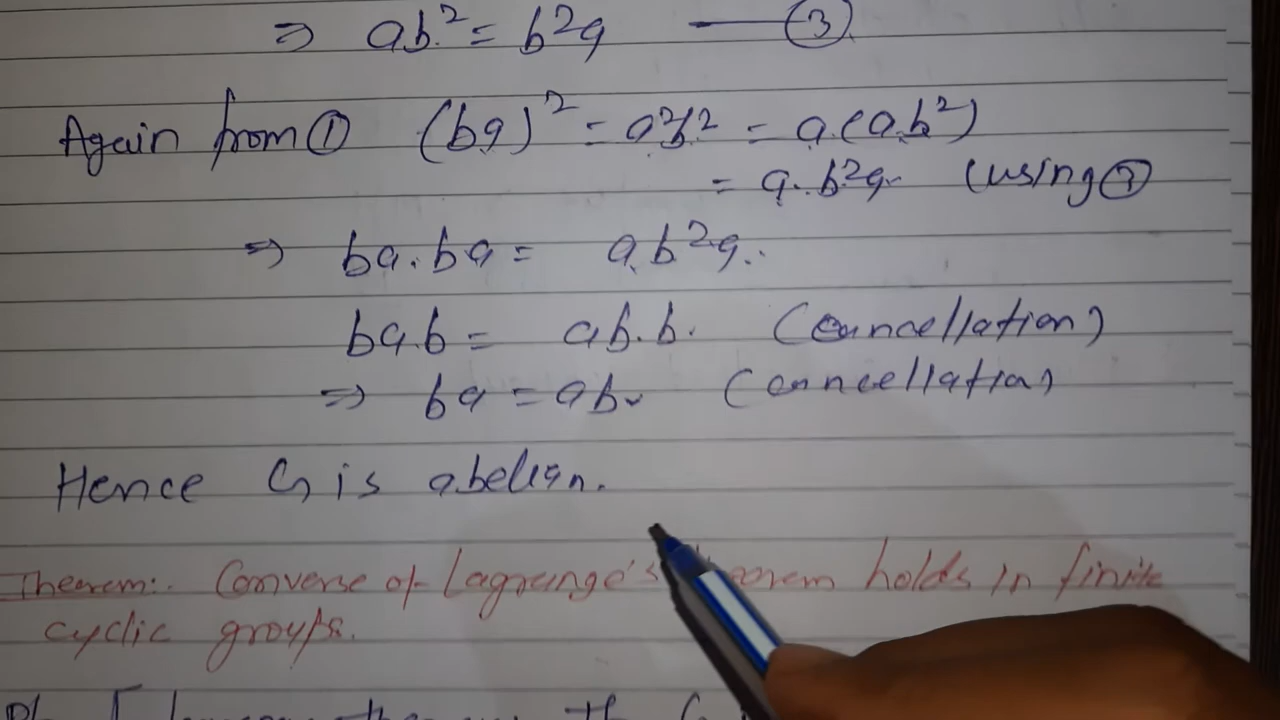 ⇒ ab² = b²a — ③
Again from ① (ba)² = a²b² = a(ab²)
= a.b²a. (using ③
⇒ ba.ba = ab²a.
ba.b = ab.b. (cancellation)
⇒ ba = ab. (cancellation)
Hence G is abelian.
Theorem:. Converse of Lagrange's theorem holds in finite
cyclic groups.